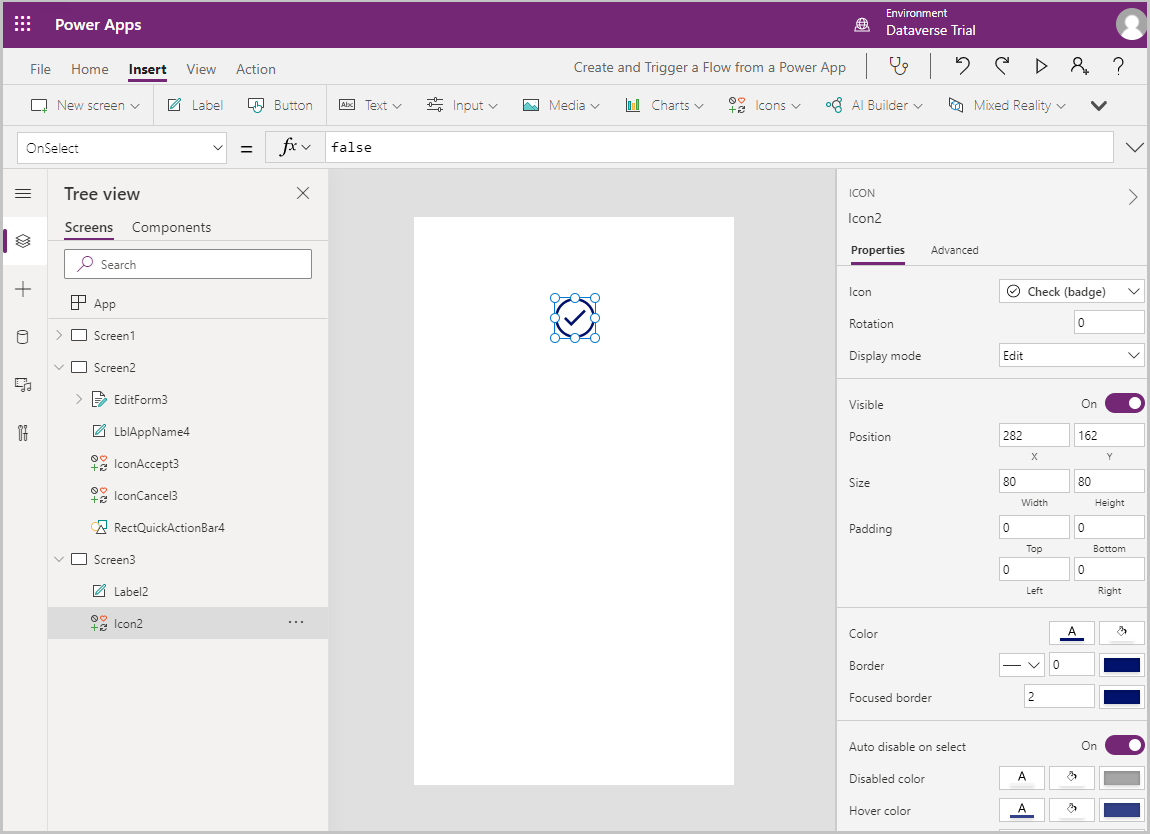 Power Apps
Environment
Dataverse Trial
File Home Insert View Action
Create and Trigger a Flow from a Power App
New screen Label Button Text Input Media Charts Icons AI Builder Mixed Reality
Abc
OnSelect = fx false
Tree view
Screens Components
Search
App
Screen1
Screen2
EditForm3
LblAppName4
IconAccept3
IconCancel3
RectQuickActionBar4
Screen3
Label2
Icon2 ...
ICON
Icon2
Properties Advanced
Icon Check (badge)
Rotation 0
Display mode Edit
Visible On
Position 282 162
X Y
Size 80 80
Width Height
Padding 0 0
Top Bottom
0 0
Left Right
Color A
Border 0
Focused border 2
Auto disable on select On
Disabled color A
Hover color A